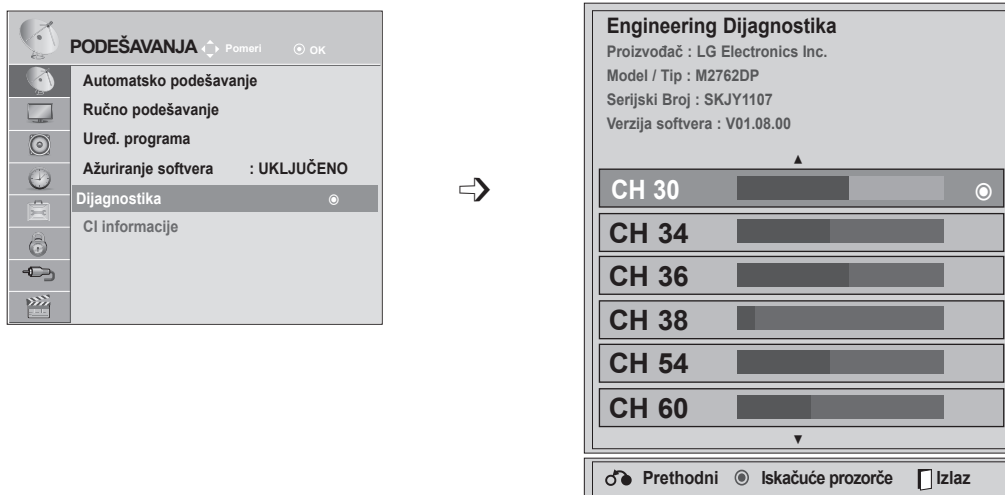 PODEŠAVANJA Pomeri OK
Automatsko podešavanje
Ručno podešavanje
Uređ. programa
Ažuriranje softvera : UKLJUČENO
Dijagnostika
CI informacije
Engineering Dijagnostika
Proizvođač : LG Electronics Inc.
Model / Tip : M2762DP
Serijski Broj : SKJY1107
Verzija softvera : V01.08.00
CH 30
CH 34
CH 36
CH 38
CH 54
CH 60
Prethodni Iskačuće prozorče Izlaz